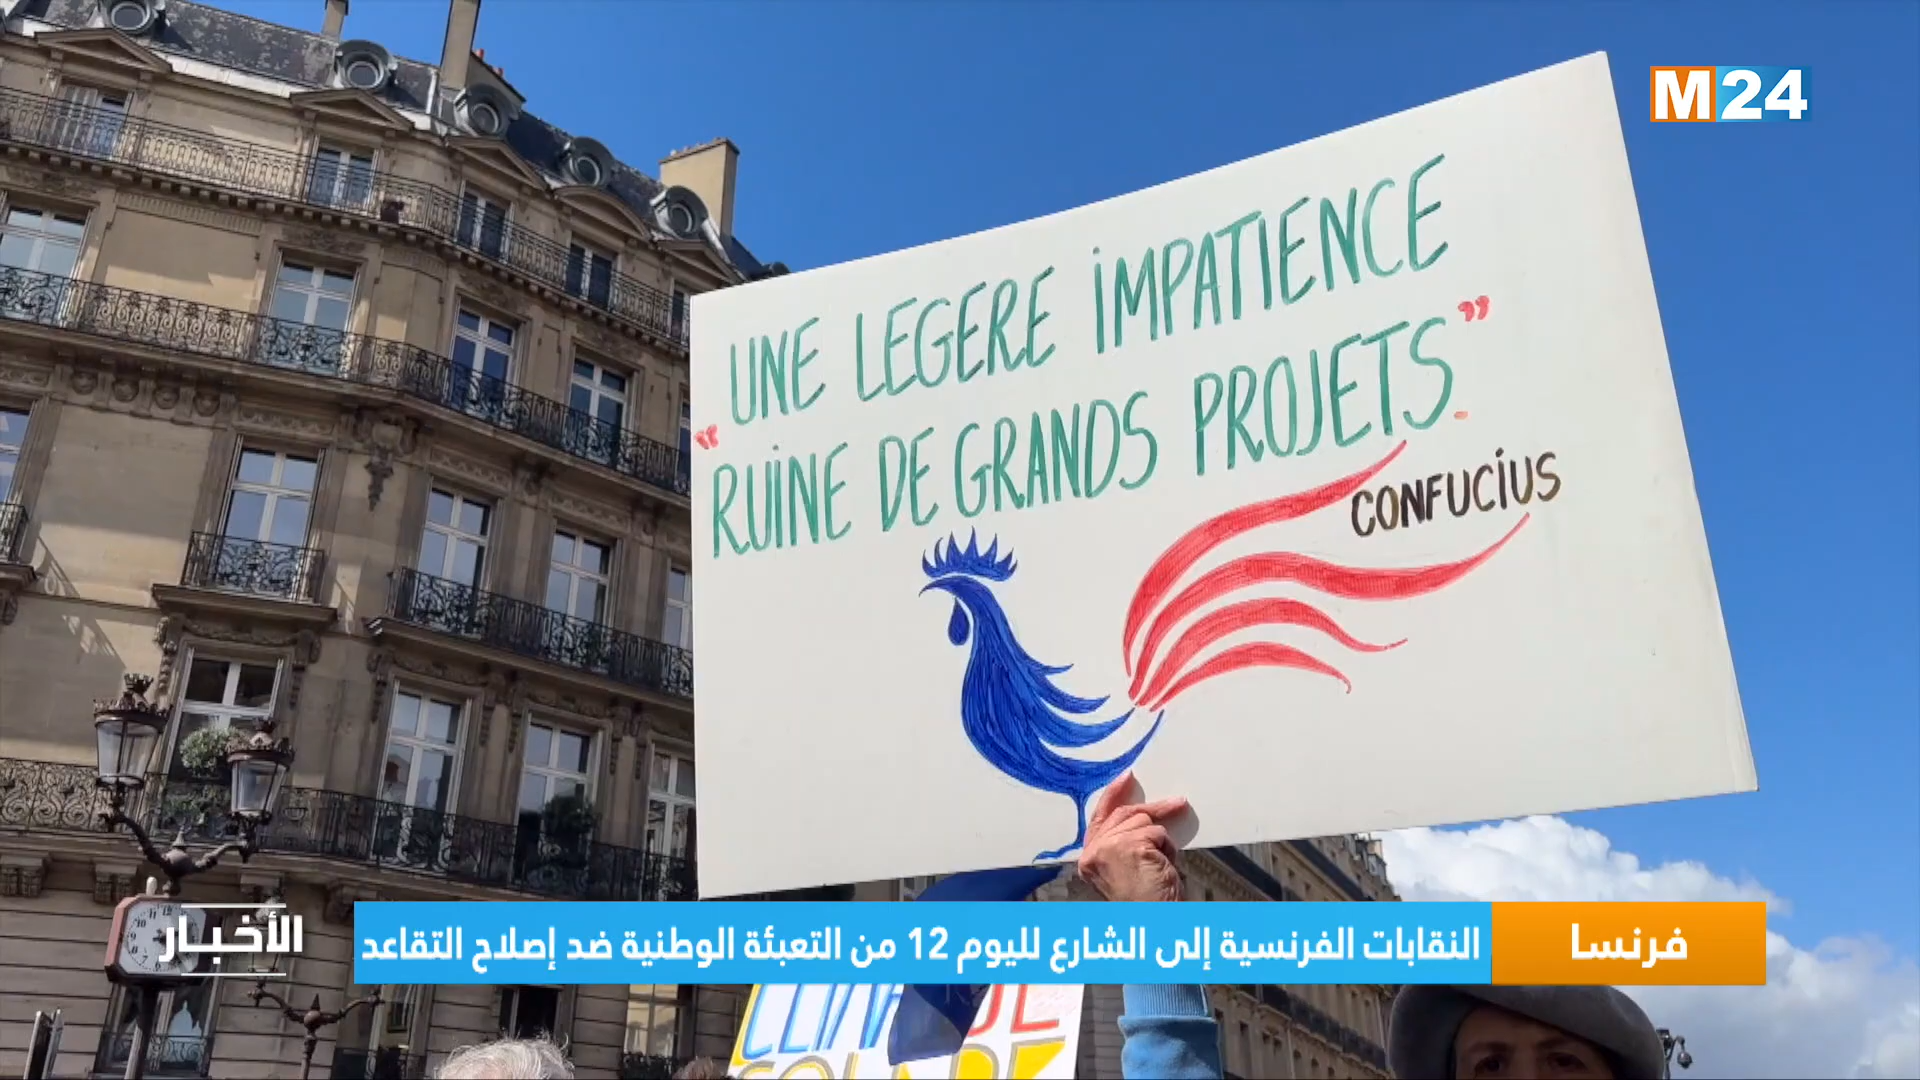 M24
UNE LEGERE iMPATIENCE
"RUiNE DE GRANDS PROJETS."
CONFUCiUS
فرنسا
النقابات الفرنسية إلى الشارع لليوم 12 من التعبئة الوطنية ضد إصلاح التقاعد
الأخبار